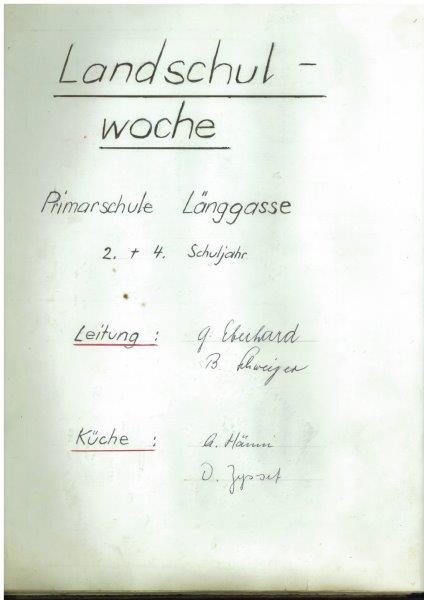 Landschul-
woche
Primarschule Länggasse
2. + 4. Schuljahr
Leitung : G. Eberhard
B. Schweizer
Küche : A. Hänni
D. Zysset